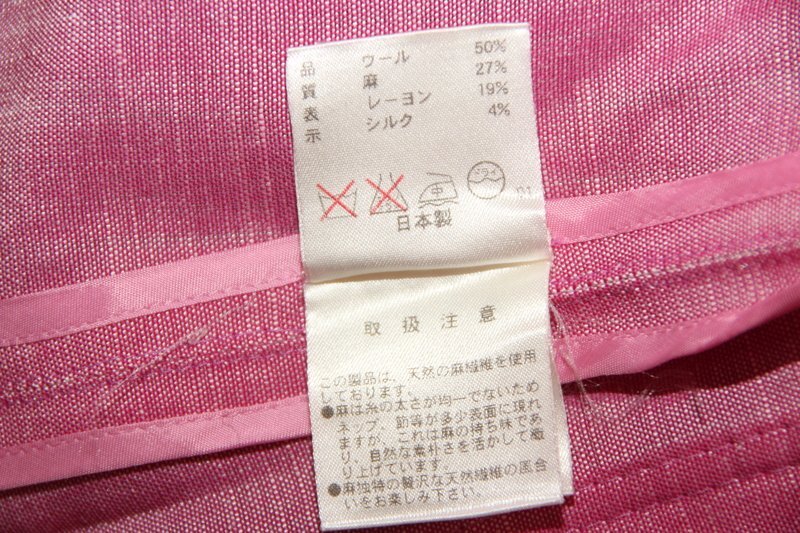 品質表示
ウール 50%
麻 27%
レーヨン 19%
シルク 4%
中
ドライ
01
日本製
取扱注意
この製品は、天然の麻繊維を使用
しております。
●麻は糸の太さが均一でないため
ネップ、節等が多少表面に現れ
ますが、これは麻の持ち味であ
り、自然な素朴さを活かして織
り上げています。
●麻独特の贅沢な天然繊維の風合
いをお楽しみ下さい。